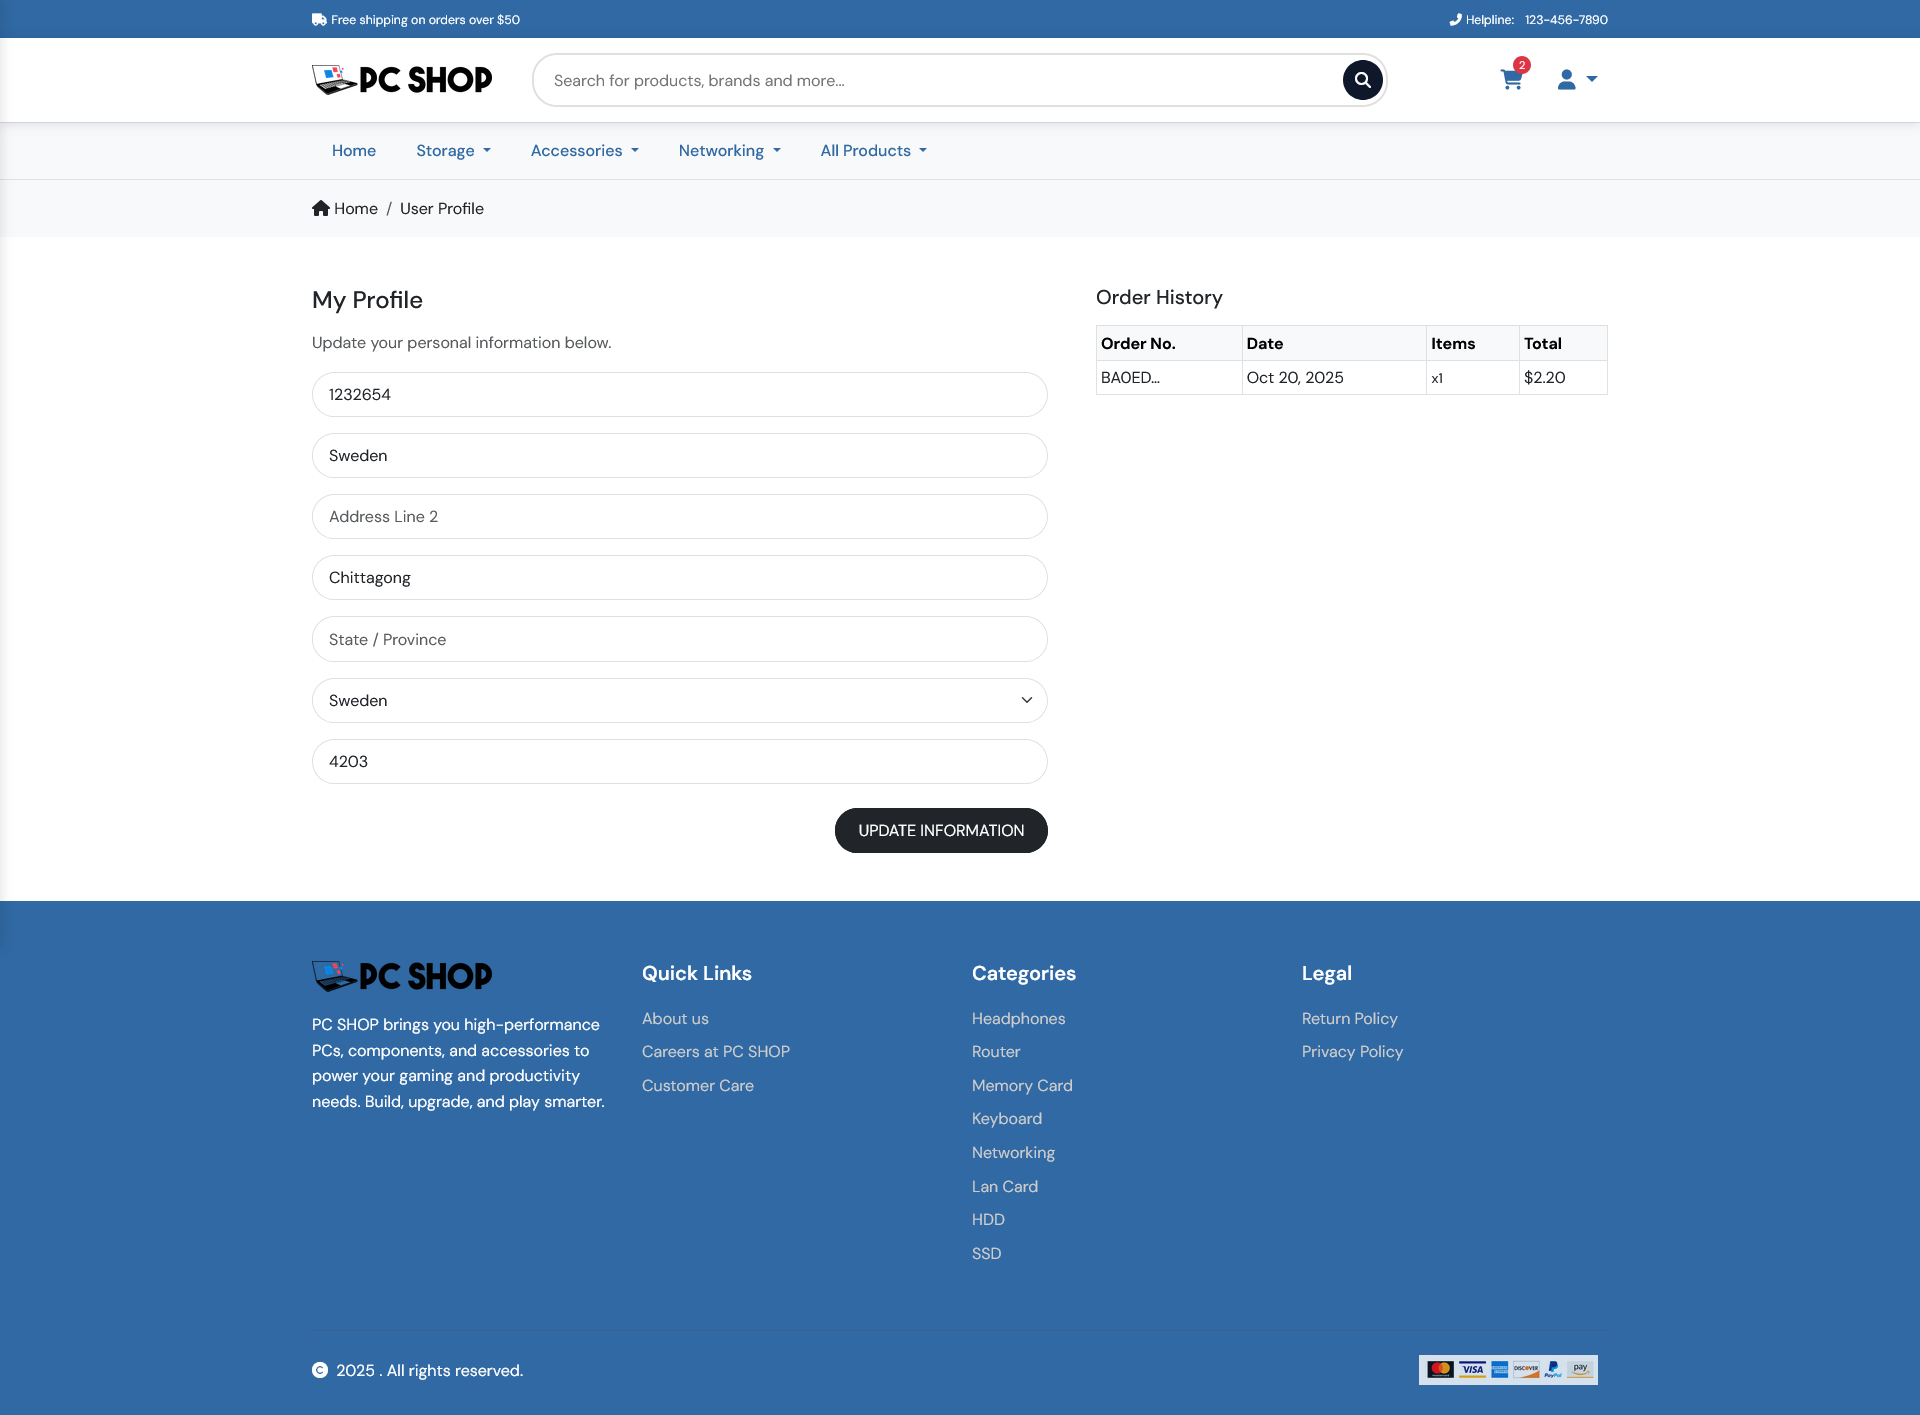 Free shipping on orders over $50
Helpline: 123-456-7890
PC SHOP
Search for products, brands and more...
2
Home
Storage
Accessories
Networking
All Products
Home / User Profile
My Profile
Update your personal information below.
1232654
Sweden
Address Line 2
Chittagong
State / Province
Sweden
4203
UPDATE INFORMATION
Order History
Order No. Date Items Total
BA0ED... Oct 20, 2025 x1 $2.20
PC SHOP
PC SHOP brings you high-performance
PCs, components, and accessories to
power your gaming and productivity
needs. Build, upgrade, and play smarter.
Quick Links
About us
Careers at PC SHOP
Customer Care
Categories
Headphones
Router
Memory Card
Keyboard
Networking
Lan Card
HDD
SSD
Legal
Return Policy
Privacy Policy
© 2025 . All rights reserved.
VISA
DISCOVER
PayPal
pay